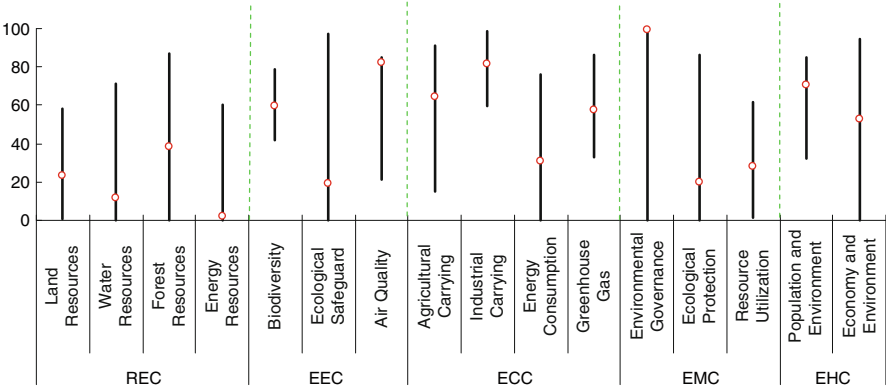 100
80
60
40
20
0
Land
Resources
Water
Resources
Forest
Resources
Energy
Resources
Biodiversity
Ecological
Safeguard
Air Quality
Agricultural
Carrying
Industrial
Carrying
Energy
Consumption
Greenhouse
Gas
Environmental
Governance
Ecological
Protection
Resource
Utilization
Population and
Environment
Economy and
Environment
REC
EEC
ECC
EMC
EHC